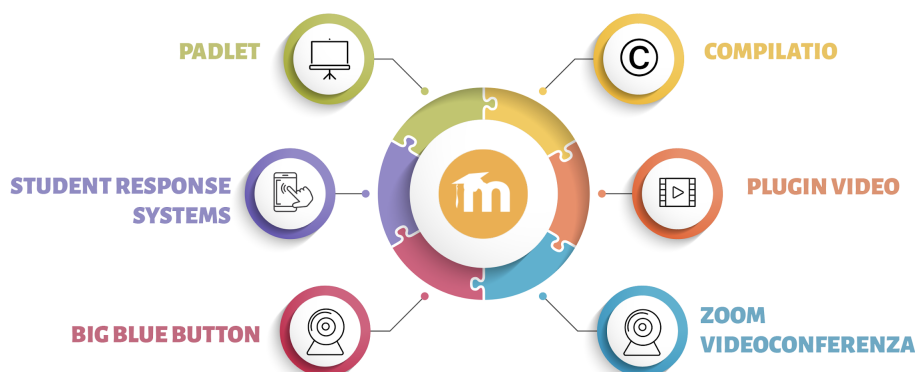 PADLET
COMPILATIO
STUDENT RESPONSE
SYSTEMS
PLUGIN VIDEO
BIG BLUE BUTTON
ZOOM
VIDEOCONFERENZA
©
m